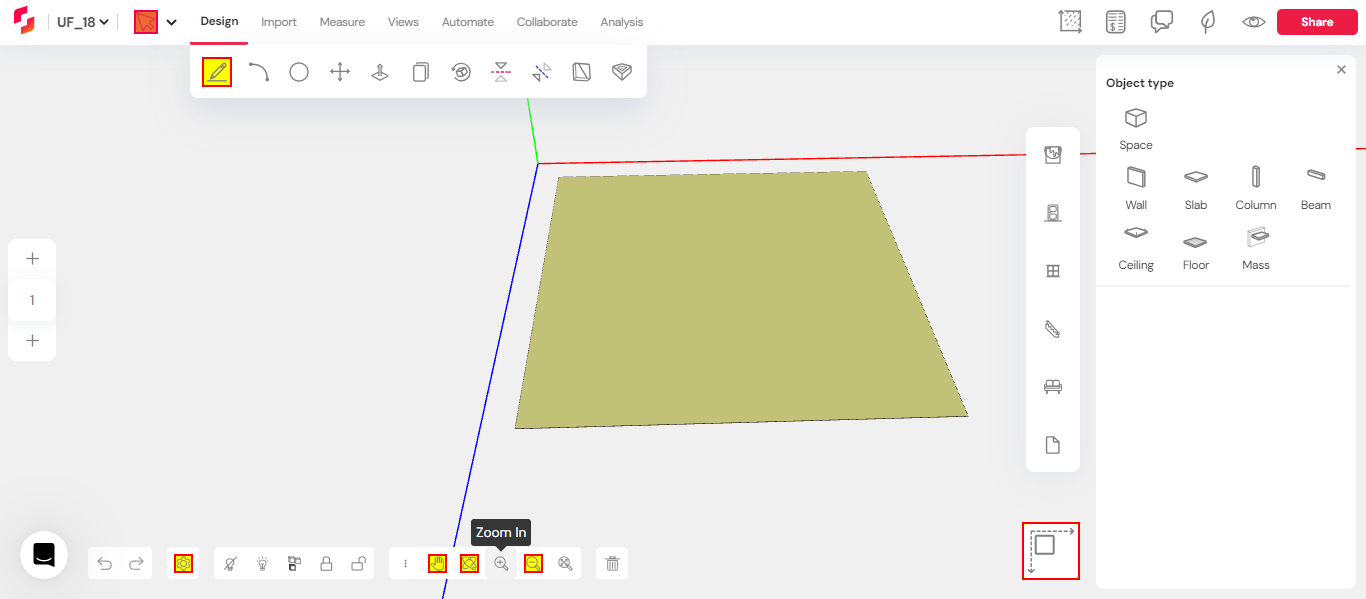 UF_18
Design
Import
Measure
Views
Automate
Collaborate
Analysis
Share
Object type
Space
Wall
Slab
Column
Beam
Ceiling
Floor
Mass
1
Zoom In